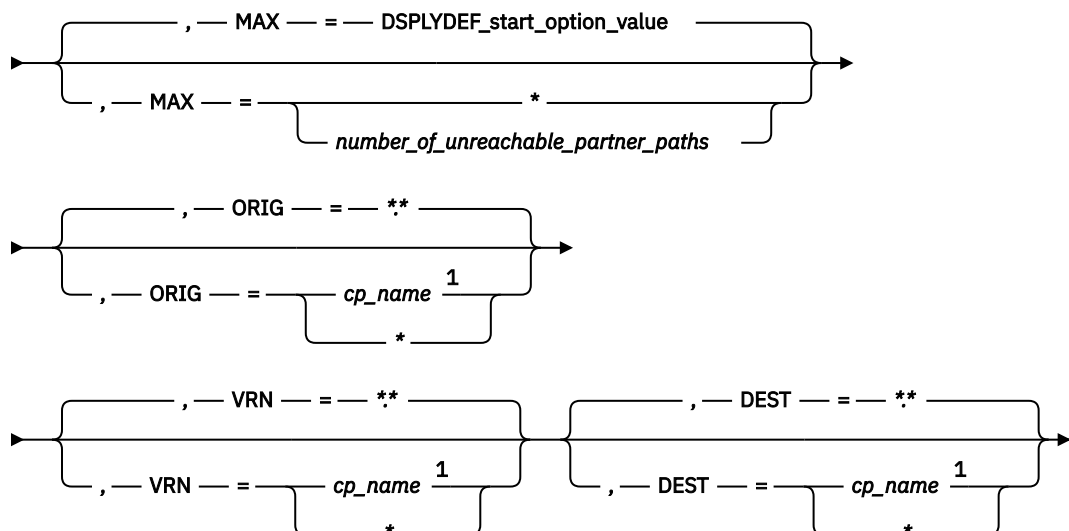 , MAX = DSPLYDEF_start_option_value
, MAX = *
number_of_unreachable_partner_paths
, ORIG = *.*
, ORIG = cp_name 1
*
, VRN = *.* , DEST = *.*
, VRN = cp_name 1 , DEST = cp_name 1
* *